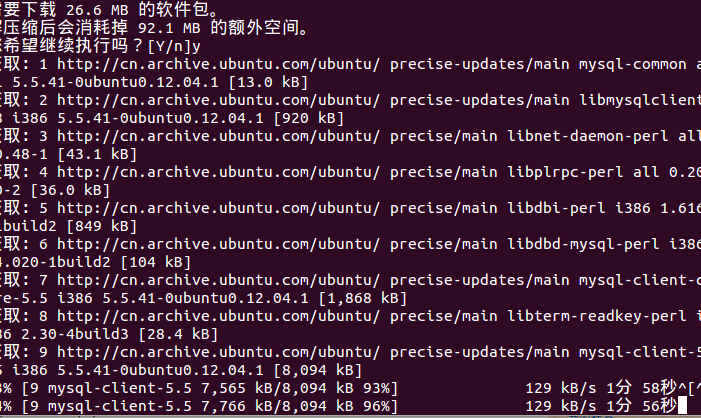 要下载 26.6 MB 的软件包。
压缩后会消耗掉 92.1 MB 的额外空间。
希望继续执行吗？[Y/n]y
取: 1 http://cn.archive.ubuntu.com/ubuntu/ precise-updates/main mysql-common a
5.5.41-0ubuntu0.12.04.1 [13.0 kB]
取: 2 http://cn.archive.ubuntu.com/ubuntu/ precise-updates/main libmysqlclient
i386 5.5.41-0ubuntu0.12.04.1 [920 kB]
取: 3 http://cn.archive.ubuntu.com/ubuntu/ precise/main libnet-daemon-perl all
.48-1 [43.1 kB]
取: 4 http://cn.archive.ubuntu.com/ubuntu/ precise/main libplrpc-perl all 0.20
-2 [36.0 kB]
取: 5 http://cn.archive.ubuntu.com/ubuntu/ precise/main libdbi-perl i386 1.616
build2 [849 kB]
取: 6 http://cn.archive.ubuntu.com/ubuntu/ precise/main libdbd-mysql-perl i386
.020-1build2 [104 kB]
取: 7 http://cn.archive.ubuntu.com/ubuntu/ precise-updates/main mysql-client-c
re-5.5 i386 5.5.41-0ubuntu0.12.04.1 [1,868 kB]
取: 8 http://cn.archive.ubuntu.com/ubuntu/ precise/main libterm-readkey-perl i
86 2.30-4build3 [28.4 kB]
取: 9 http://cn.archive.ubuntu.com/ubuntu/ precise-updates/main mysql-client-5
i386 5.5.41-0ubuntu0.12.04.1 [8,094 kB]
% [9 mysql-client-5.5 7,565 kB/8,094 kB 93%] 129 kB/s 1分 58秒^[^
4% [9 mysql-client-5.5 7,766 kB/8,094 kB 96%] 129 kB/s 1分 56秒